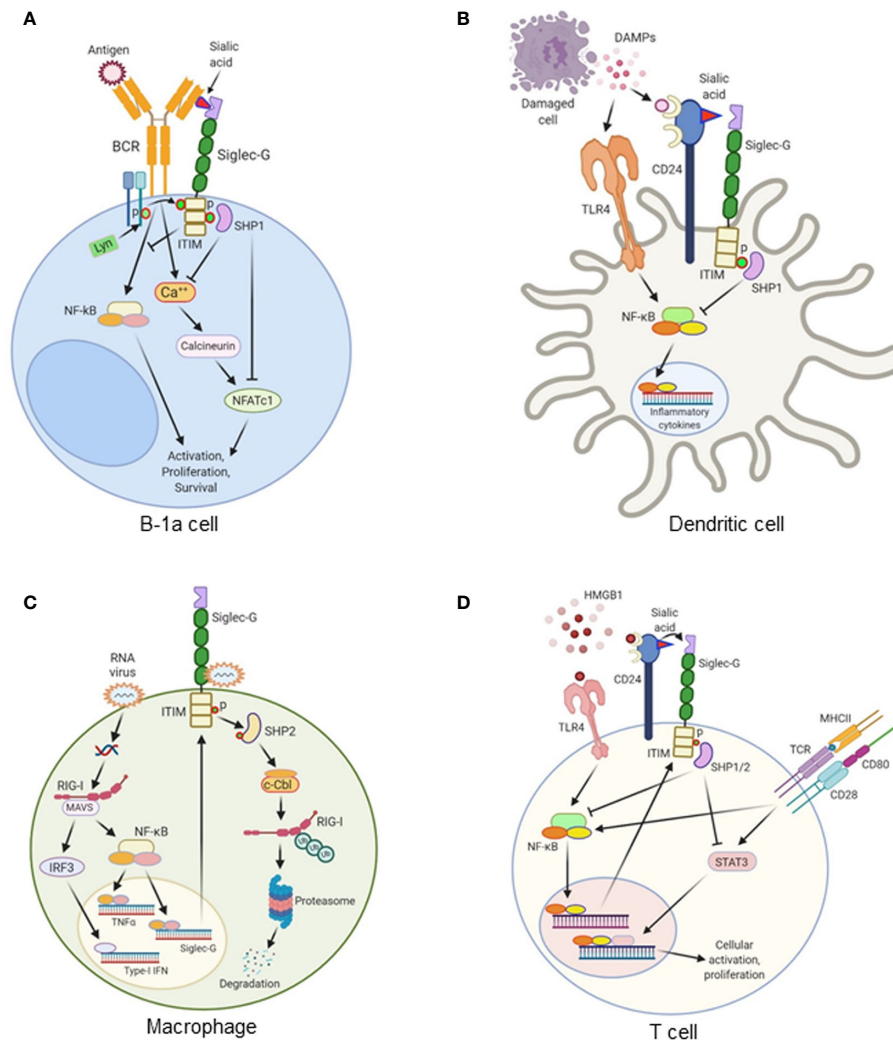 A
Antigen
Sialic
acid
BCR
Siglec-G
P
Lyn
ITIM
SHP1
Ca++
NF-kB
Calcineurin
NFATc1
Activation,
Proliferation,
Survival
B-1a cell
B
DAMPs
Damaged
cell
Sialic
acid
Siglec-G
CD24
TLR4
P
ITIM
SHP1
NF-κB
Inflammatory
cytokines
Dendritic cell
C
Siglec-G
RNA
virus
ITIM
P
SHP2
c-Cbl
RIG-I
MAVS
RIG-I
Ub
Ub
Ub
NF-κB
IRF3
Proteasome
TNFα
Siglec-G
Type-I IFN
Degradation
Macrophage
D
HMGB1
Sialic
acid
Siglec-G
CD24
TLR4
P
ITIM
SHP1/2
MHCII
TCR
CD80
CD28
NF-κB
STAT3
Cellular
activation,
proliferation
T cell